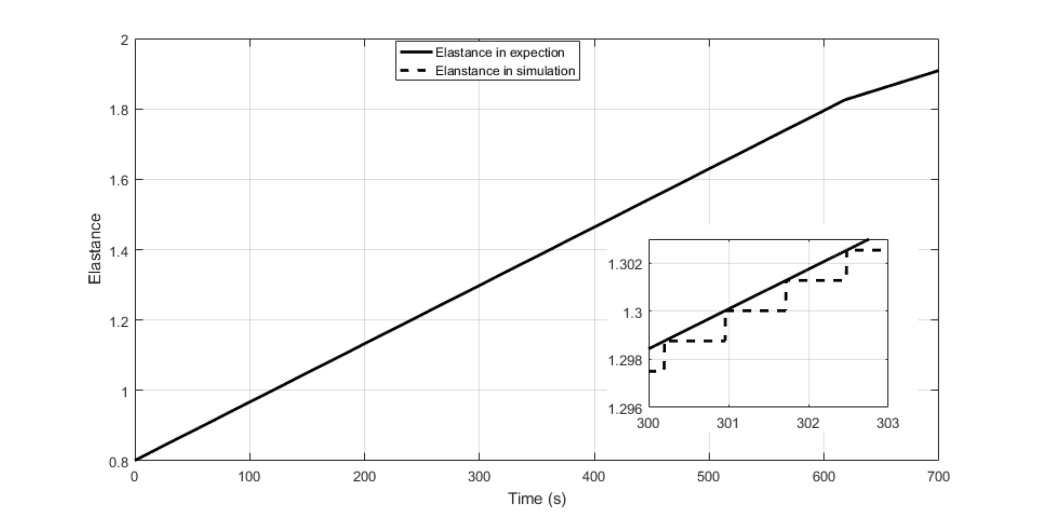 2
Elastance in expection
Elanstance in simulation
1.8
1.6
1.4
1.2
1
0.8
Elastance
1.302
1.3
1.298
1.296
300 301 302 303
0 100 200 300 400 500 600 700
Time (s)